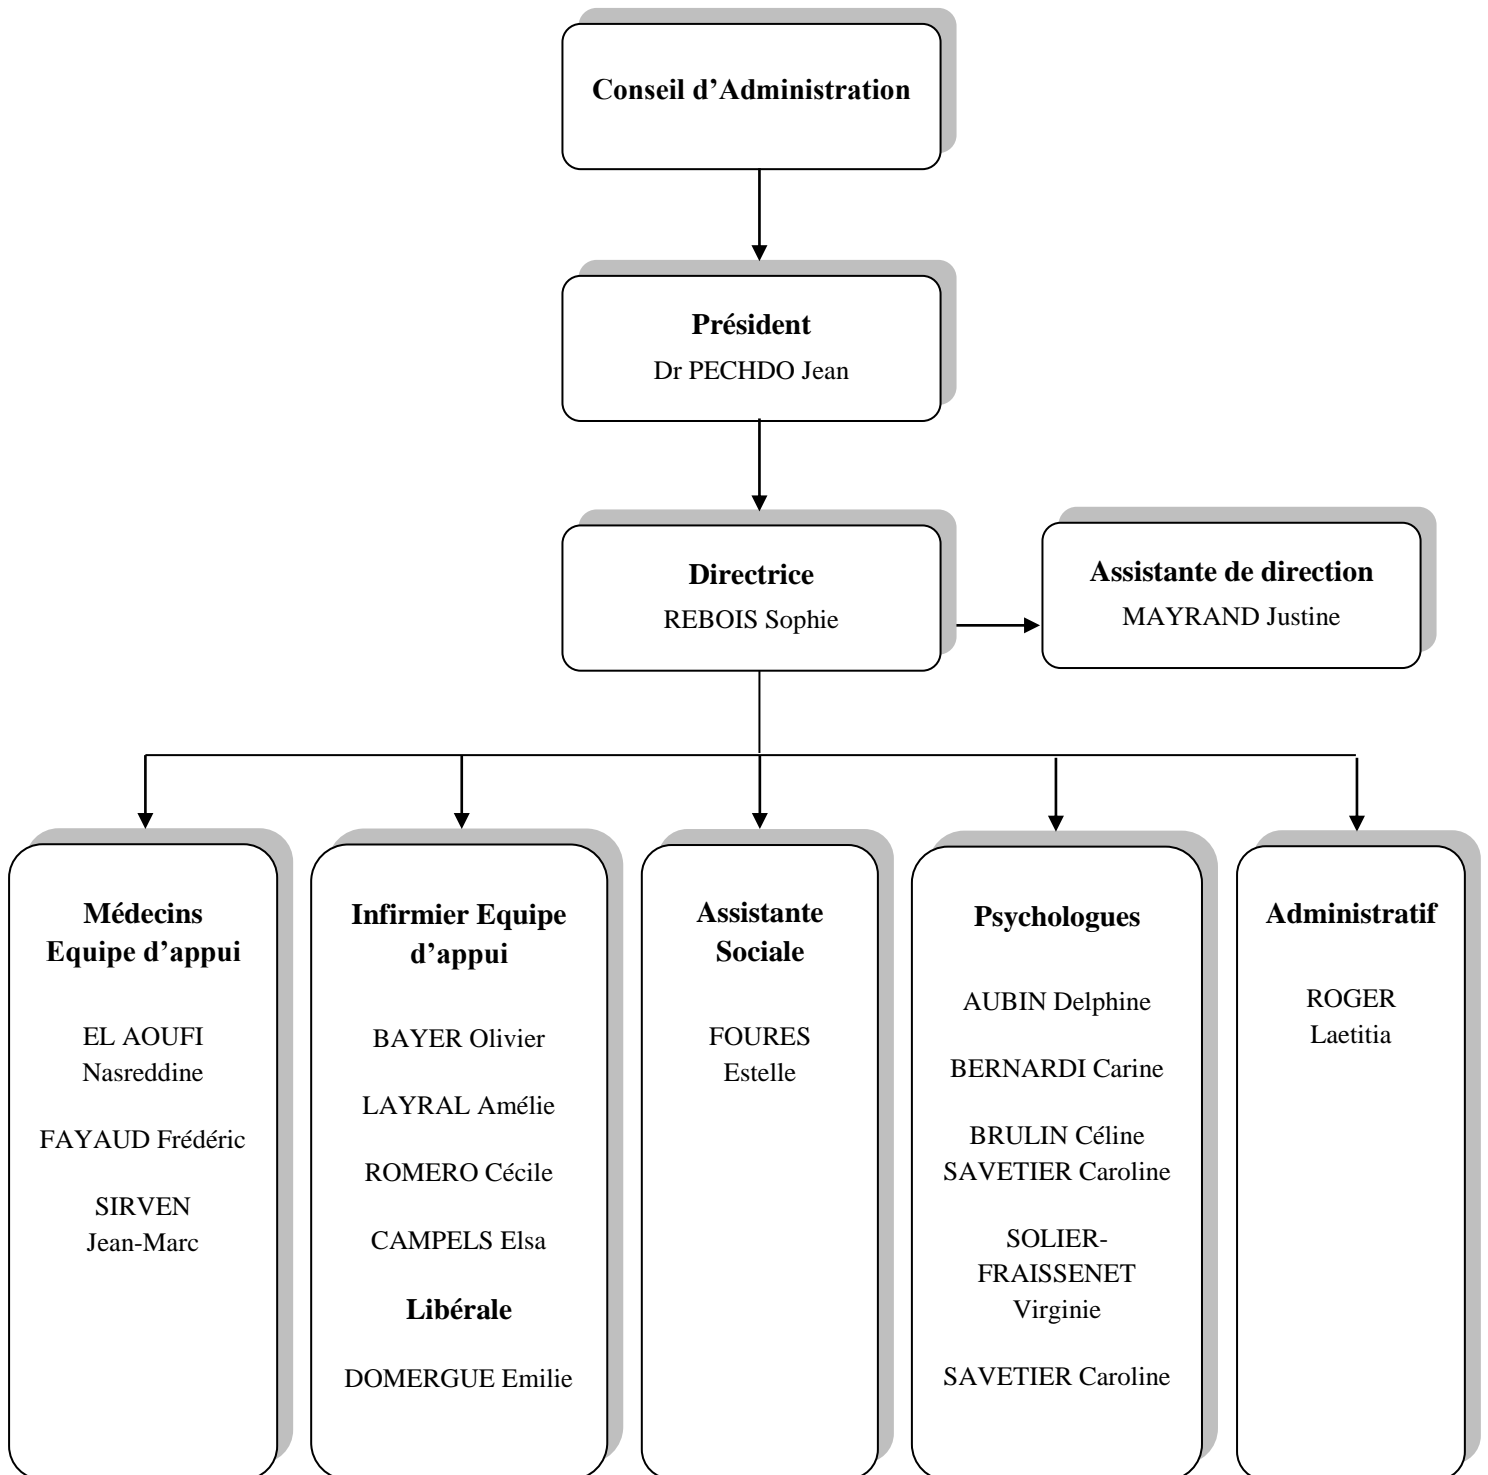 Conseil d’Administration
Président
Dr PECHDO Jean
Directrice
REBOIS Sophie
Assistante de direction
MAYRAND Justine
Médecins
Equipe d’appui
EL AOUFI
Nasreddine
FAYAUD Frédéric
SIRVEN
Jean-Marc
Infirmier Equipe
d’appui
BAYER Olivier
LAYRAL Amélie
ROMERO Cécile
CAMPELS Elsa
Libérale
DOMERGUE Emilie
Assistante
Sociale
FOURES
Estelle
Psychologues
AUBIN Delphine
BERNARDI Carine
BRULIN Céline
SAVETIER Caroline
SOLIER-
FRAISSENET
Virginie
SAVETIER Caroline
Administratif
ROGER
Laetitia